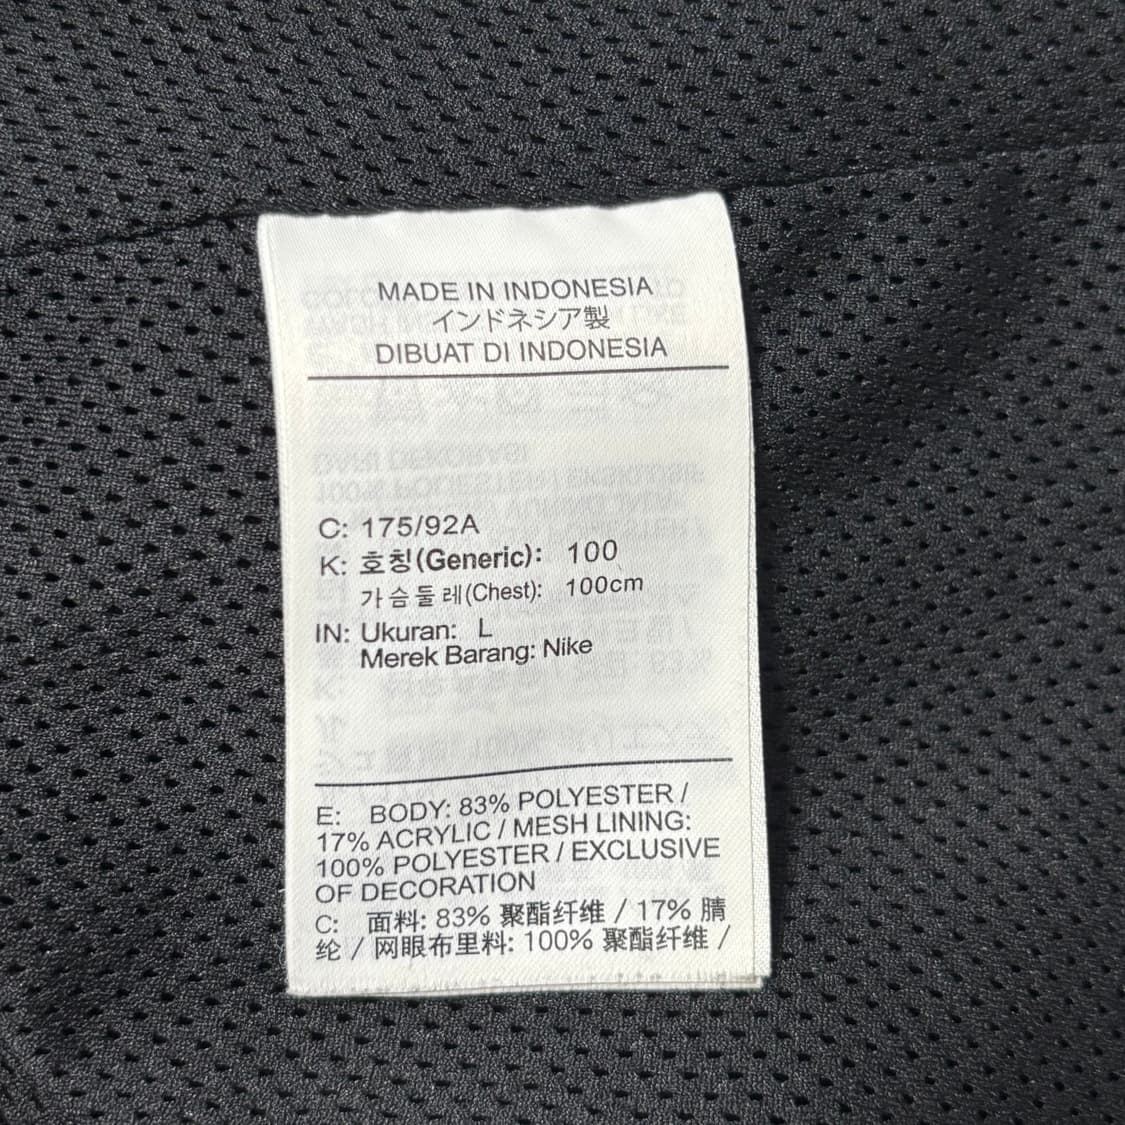 MADE IN INDONESIA
インドネシア製
DIBUAT DI INDONESIA
C: 175/92A
K: 호칭(Generic): 100
가슴둘레(Chest): 100cm
IN: Ukuran: L
Merek Barang: Nike
E: BODY: 83% POLYESTER /
17% ACRYLIC / MESH LINING:
100% POLYESTER / EXCLUSIVE
OF DECORATION
C: 面料: 83% 聚酯纤维 / 17% 腈
纶 / 网眼布里料: 100% 聚酯纤维 /